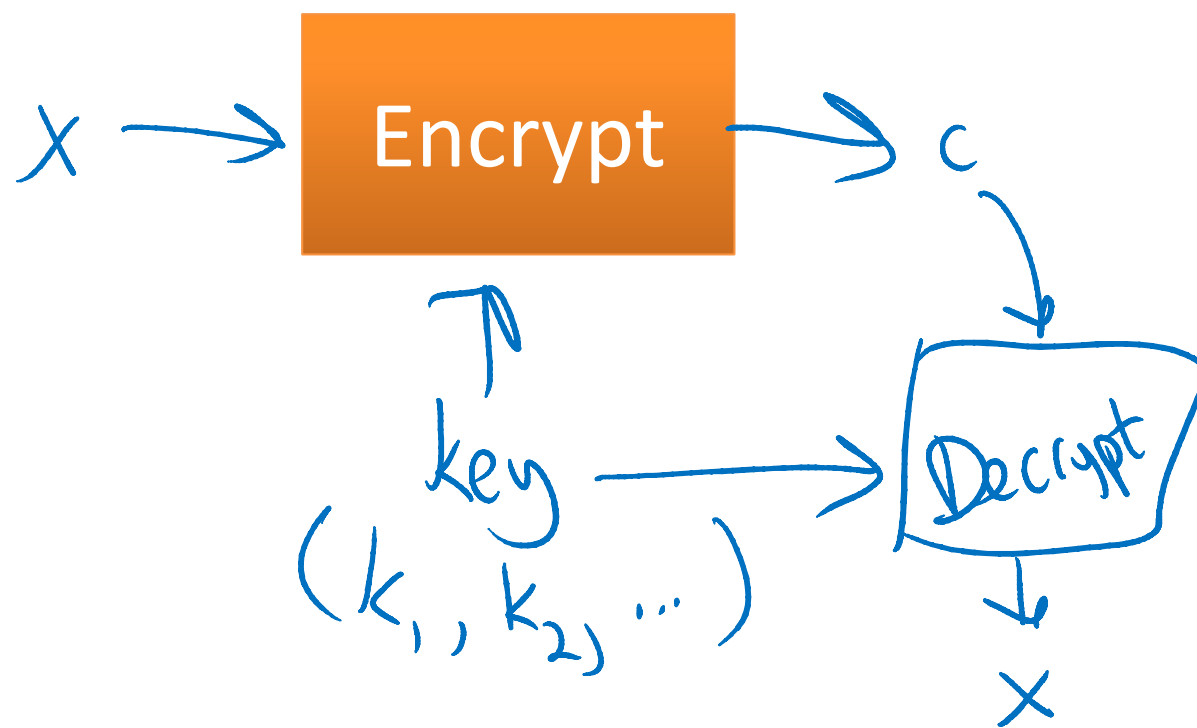 X Encrypt c
key Decrypt
(k1, k2, ...)
x